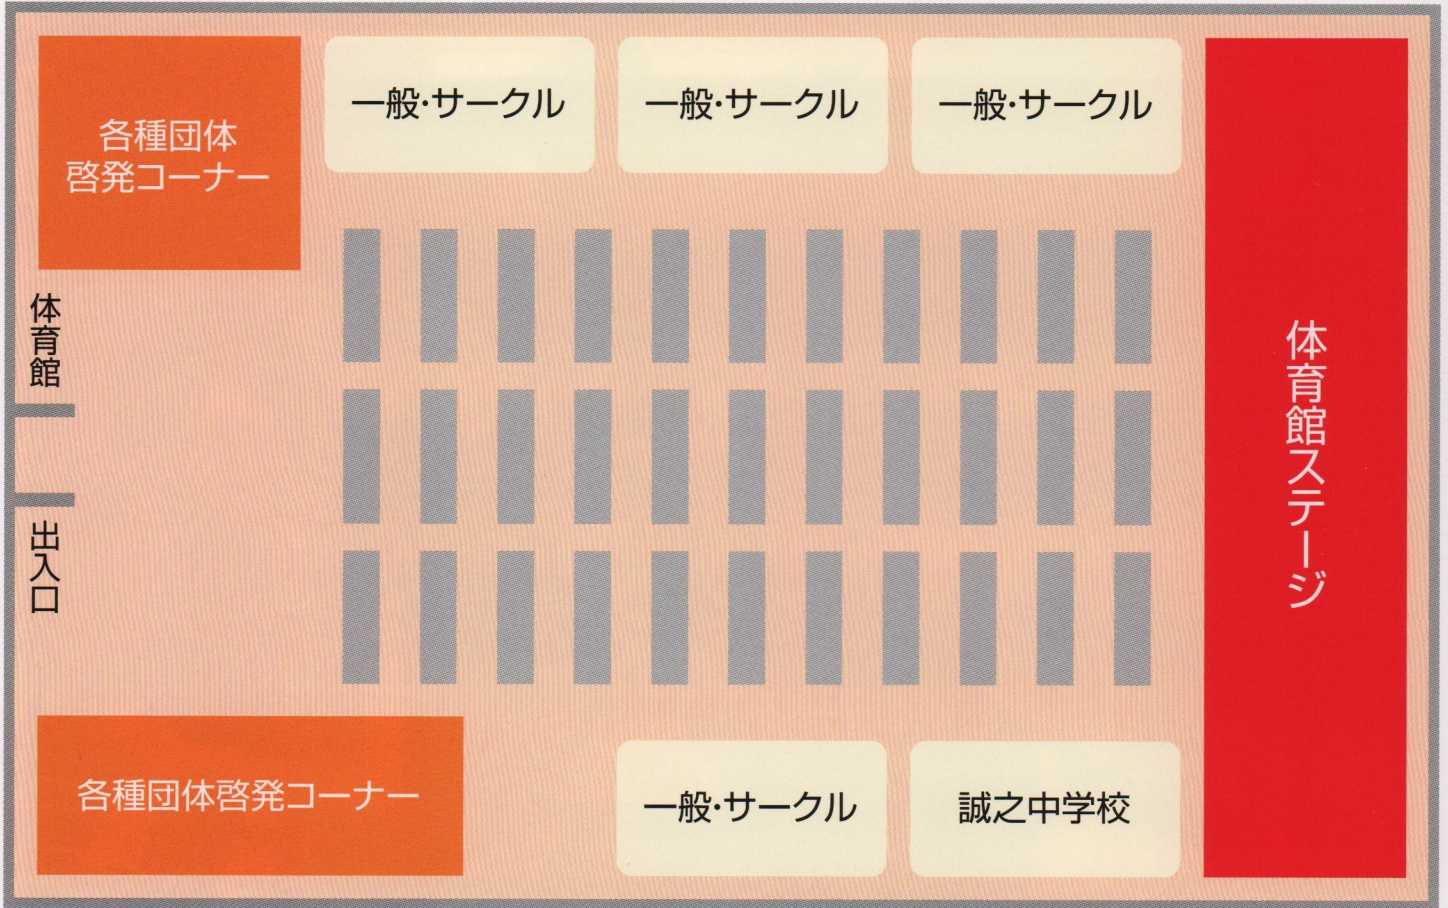 各種団体
啓発コーナー
一般・サークル
一般・サークル
一般・サークル
体育館
出入口
体育館ステージ
各種団体啓発コーナー
一般・サークル
誠之中学校